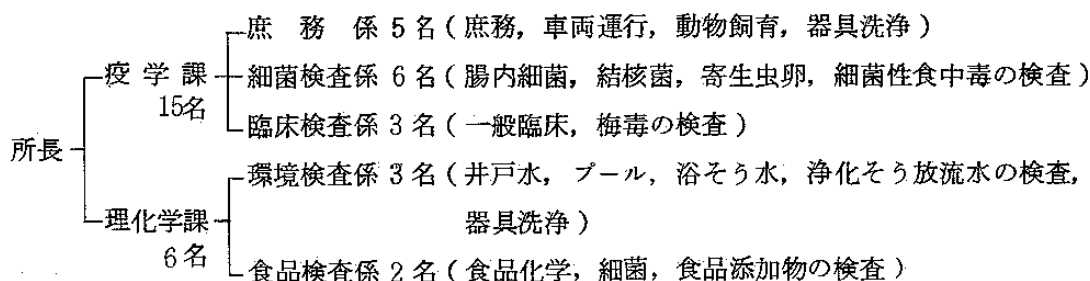 庶務係 5名(庶務,車両運行,動物飼育,器具洗浄)
疫学課
細菌検査係 6名(腸内細菌,結核菌,寄生虫卵,細菌性食中毒の検査)
15名
臨床検査係 3名(一般臨床,梅毒の検査)
所長
環境検査係 3名(井戸水,プール,浴そう水,浄化そう放流水の検査,
理化学課
器具洗浄)
6名
食品検査係 2名(食品化学,細菌,食品添加物の検査)